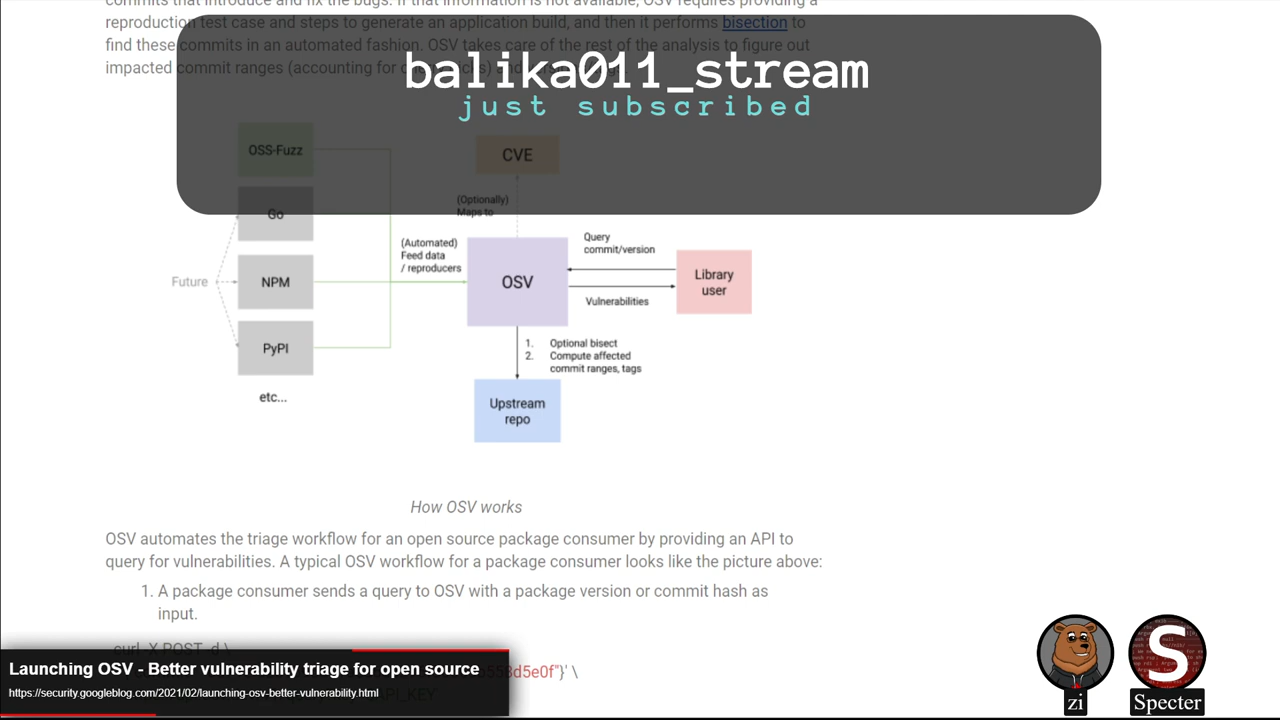 commits that introduce and fix the bugs. If that information is not available, OSV requires providing a
reproduction test case and steps to generate an application build, and then it performs bisection to
find these commits in an automated fashion. OSV takes care of the rest of the analysis to figure out
impacted commit ranges (accounting for
balika011_stream
just subscribed
OSS-Fuzz
CVE
(Optionally)
Maps to
Go
Query
commit/version
(Automated)
Feed data
/ reproducers
Future
NPM
OSV
Library
user
Vulnerabilities
PyPI
1. Optional bisect
2. Compute affected
commit ranges, tags
etc...
Upstream
repo
How OSV works
OSV automates the triage workflow for an open source package consumer by providing an API to
query for vulnerabilities. A typical OSV workflow for a package consumer looks like the picture above:
1. A package consumer sends a query to OSV with a package version or commit hash as
input.
curl -X POST -d \
d5e0f"}' \
API_KEY
Launching OSV - Better vulnerability triage for open source
https://security.googleblog.com/2021/02/launching-osv-better-vulnerability.html
S
zi
Specter